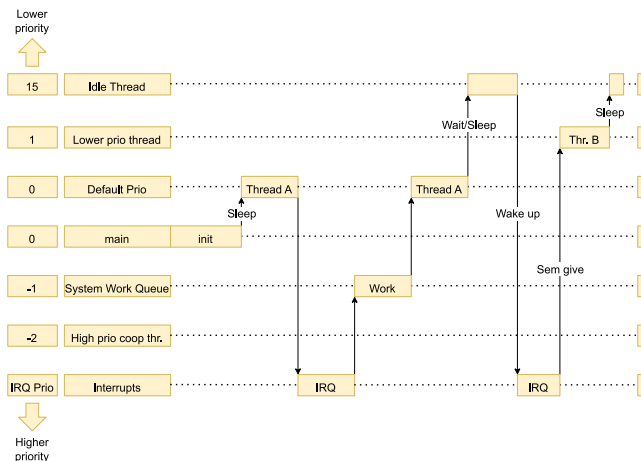 Lower
priority
15 Idle Thread
Wait/Sleep Sleep
1 Lower prio thread Thr. B
0 Default Prio Thread A Thread A
Sleep Wake up
0 main init
Sem give
-1 System Work Queue Work
-2 High prio coop thr.
IRQ Prio Interrupts IRQ IRQ
Higher
priority